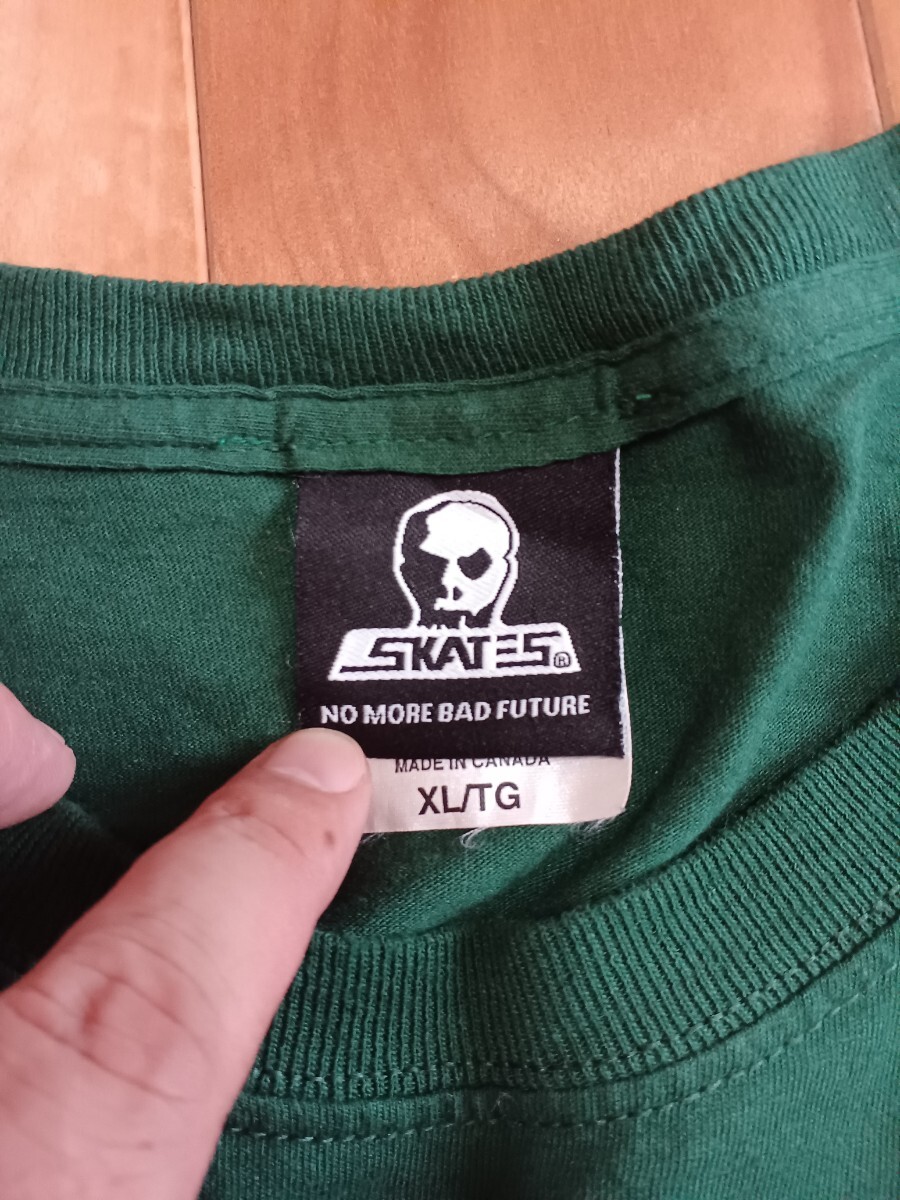 SKATES®
NO MORE BAD FUTURE
MADE IN CANADA
XL/TG